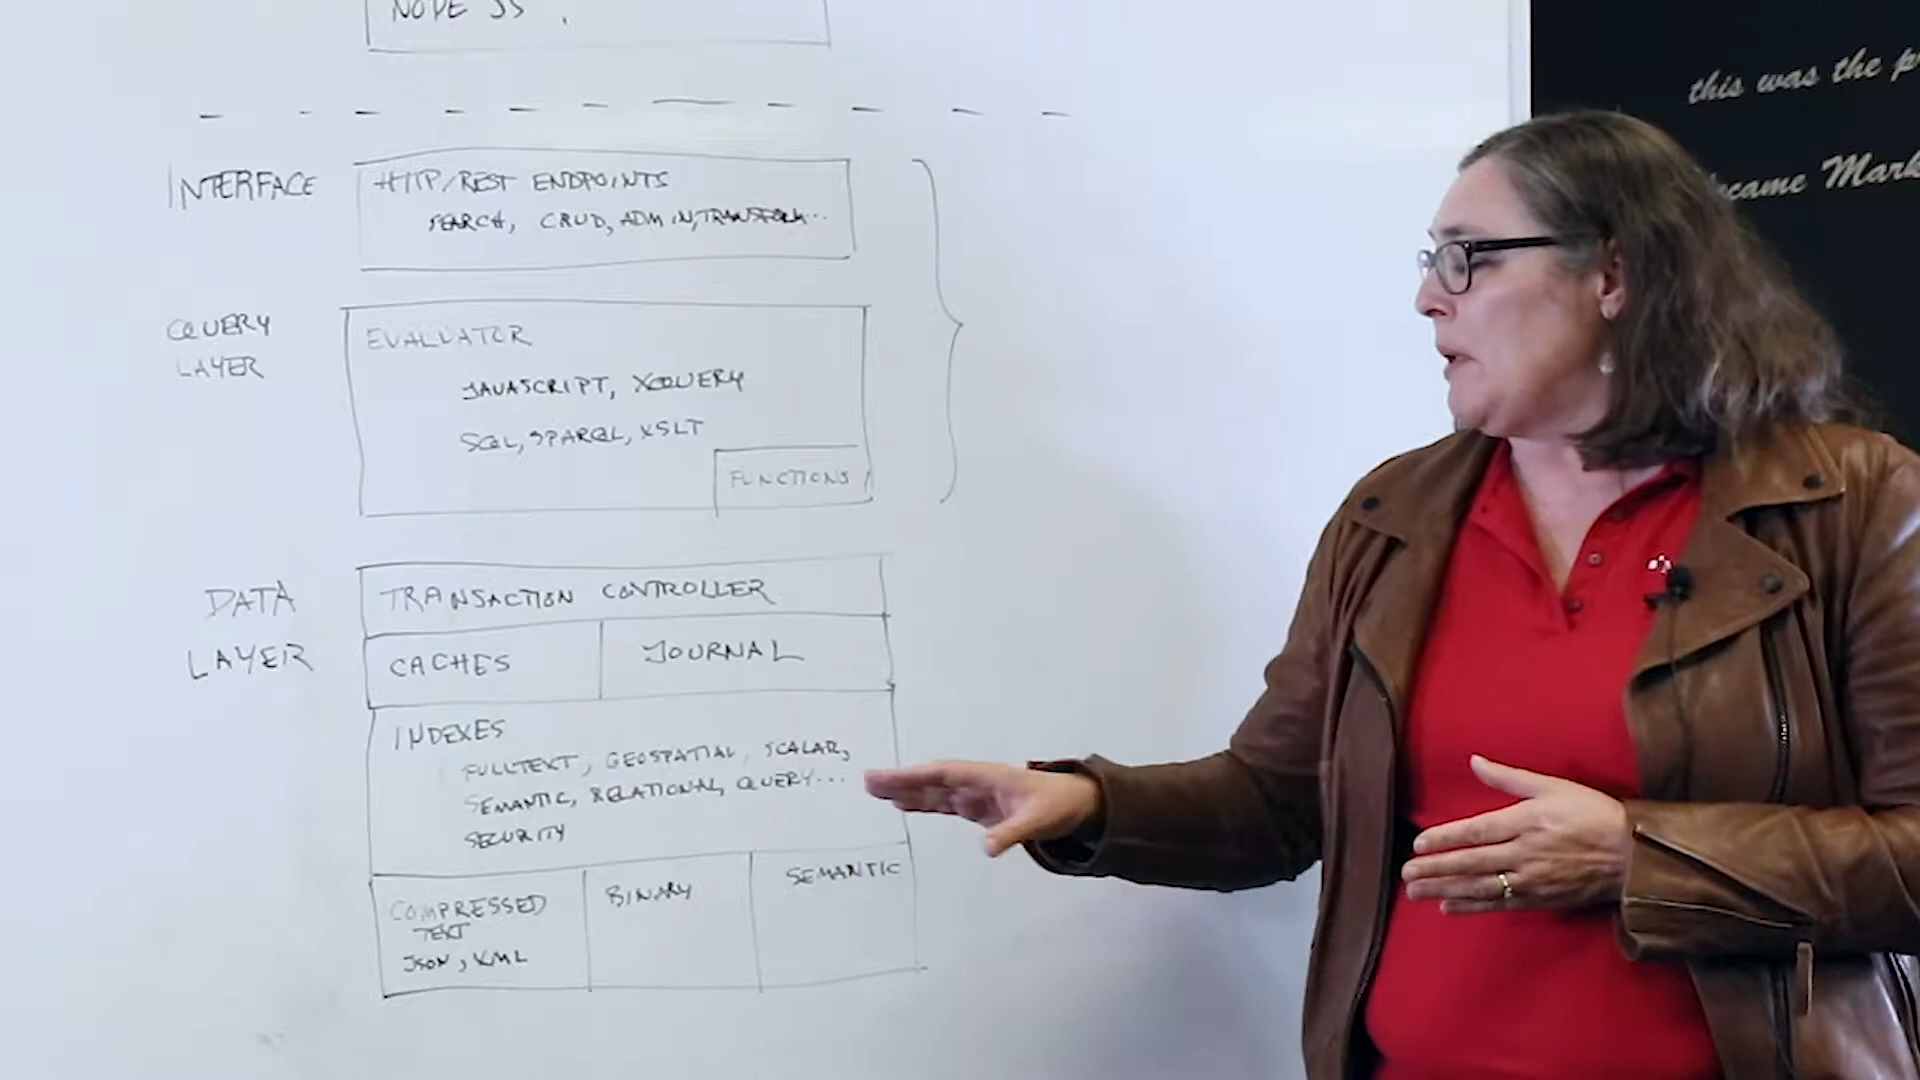 NODE JS
INTERFACE
HTTP/REST ENDPOINTS
SEARCH, CRUD, ADMIN, TRANSFORM...
QUERY
LAYER
EVALUATOR
JAVASCRIPT, XQUERY
SQL, SPARQL, XSLT
FUNCTIONS
DATA
LAYER
TRANSACTION CONTROLLER
CACHES
JOURNAL
INDEXES
FULLTEXT, GEOSPATIAL, SCALAR,
SEMANTIC, RELATIONAL, QUERY...
SECURITY
COMPRESSED
TEXT
JSON, XML
BINARY
SEMANTIC
this was the
became